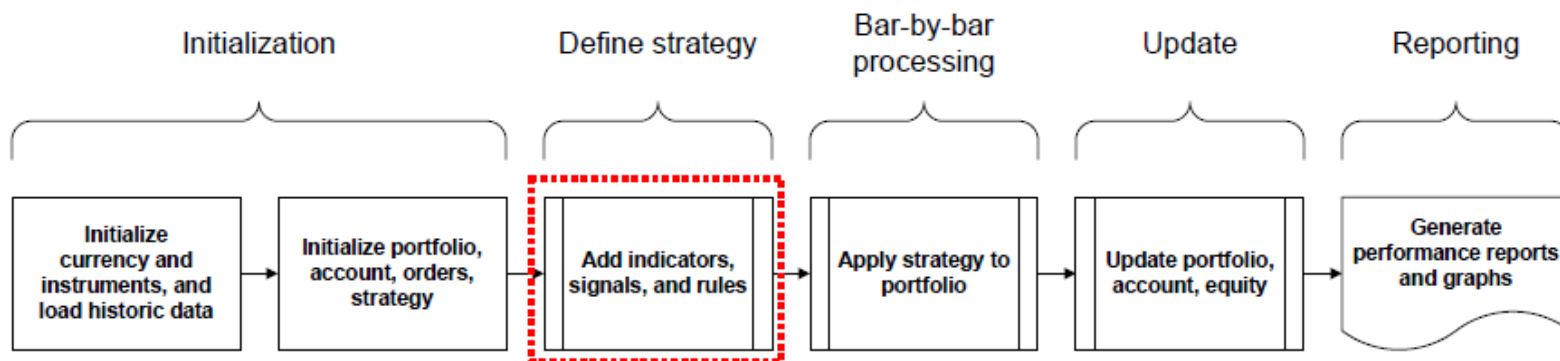 Initialization
Define strategy
Bar-by-bar
processing
Update
Reporting
Initialize
currency and
instruments, and
load historic data
Initialize portfolio,
account, orders,
strategy
Add indicators,
signals, and rules
Apply strategy to
portfolio
Update portfolio,
account, equity
Generate
performance reports
and graphs